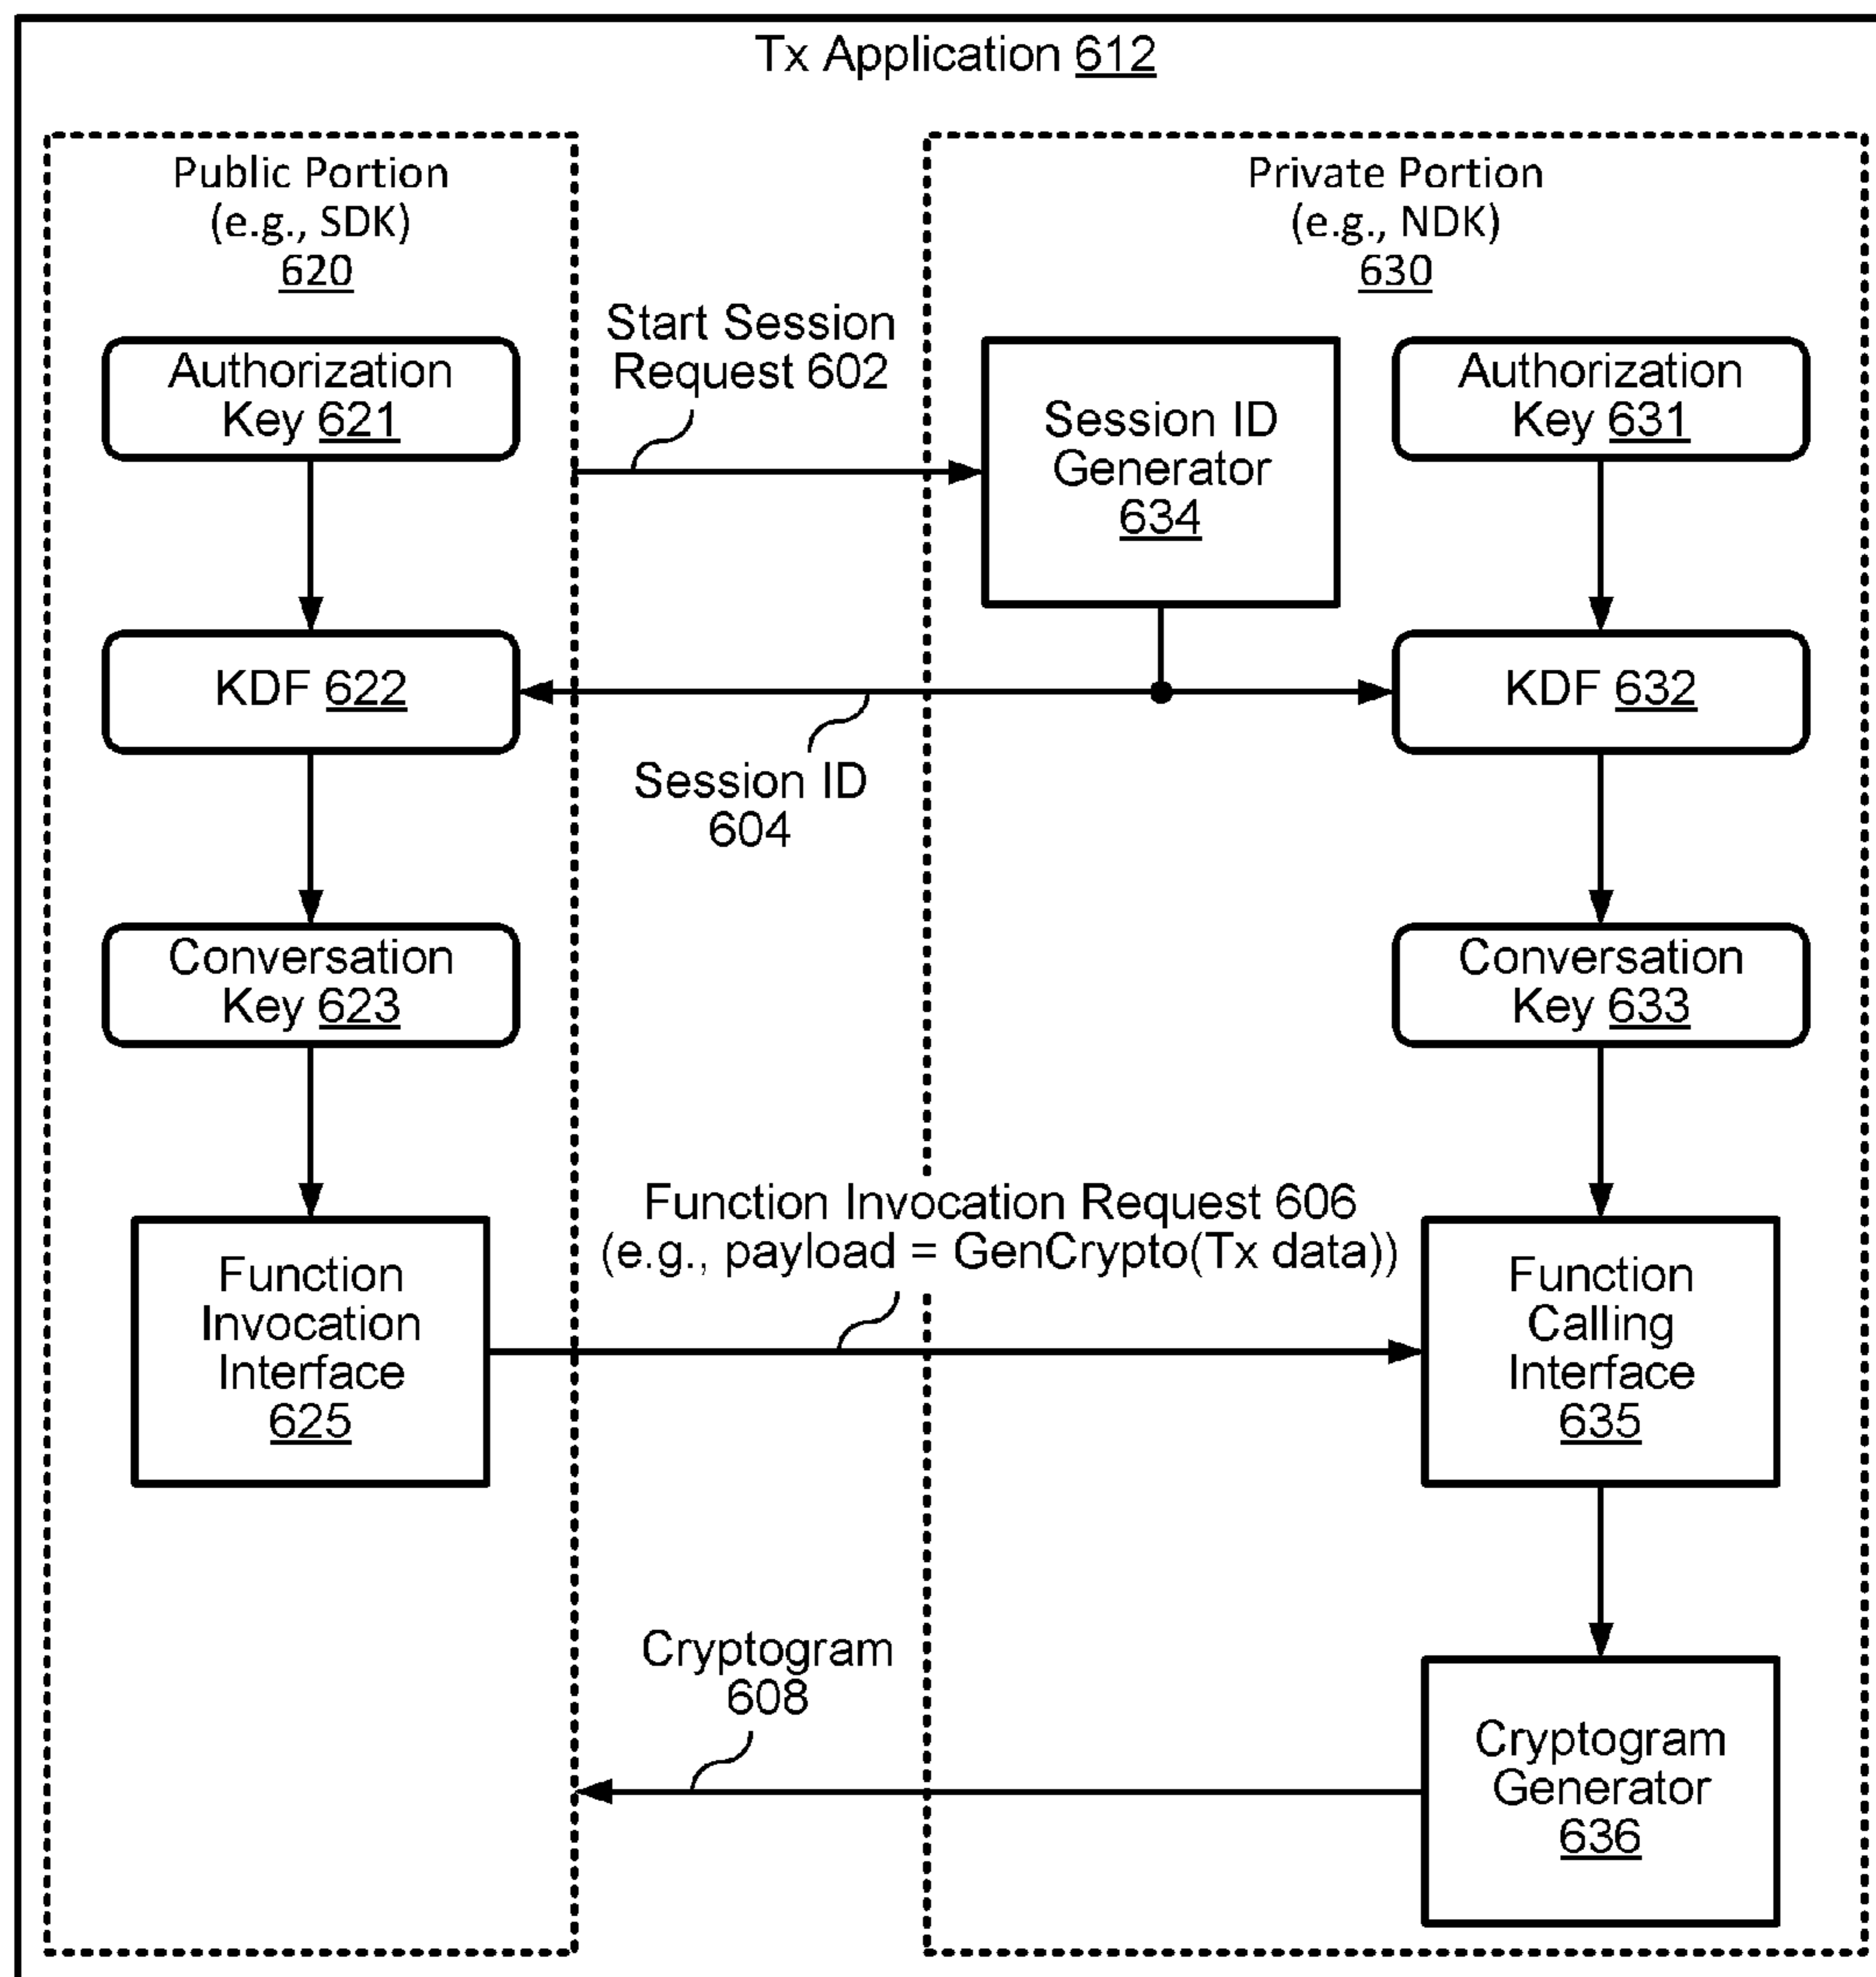 Tx Application 612
Public Portion
(e.g., SDK)
620
Private Portion
(e.g., NDK)
630
Start Session
Request 602
Authorization
Key 621
Session ID
Generator
634
Authorization
Key 631
KDF 622
KDF 632
Session ID
604
Conversation
Key 623
Conversation
Key 633
Function Invocation Request 606
(e.g., payload = GenCrypto(Tx data))
Function
Invocation
Interface
625
Function
Calling
Interface
635
Cryptogram
608
Cryptogram
Generator
636